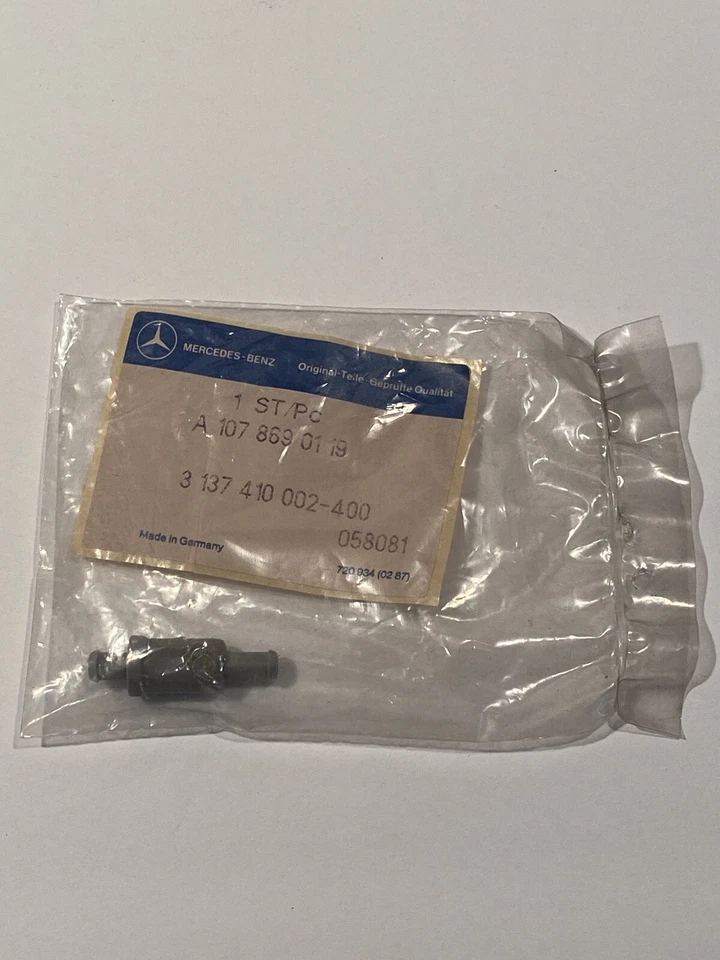 MERCEDES-BENZ Original-Teile Geprüfte Qualität
1 ST/Pc
A 107 869 01 19
3 137 410 002-400
058081
Made in Germany
720 934 (02 87)